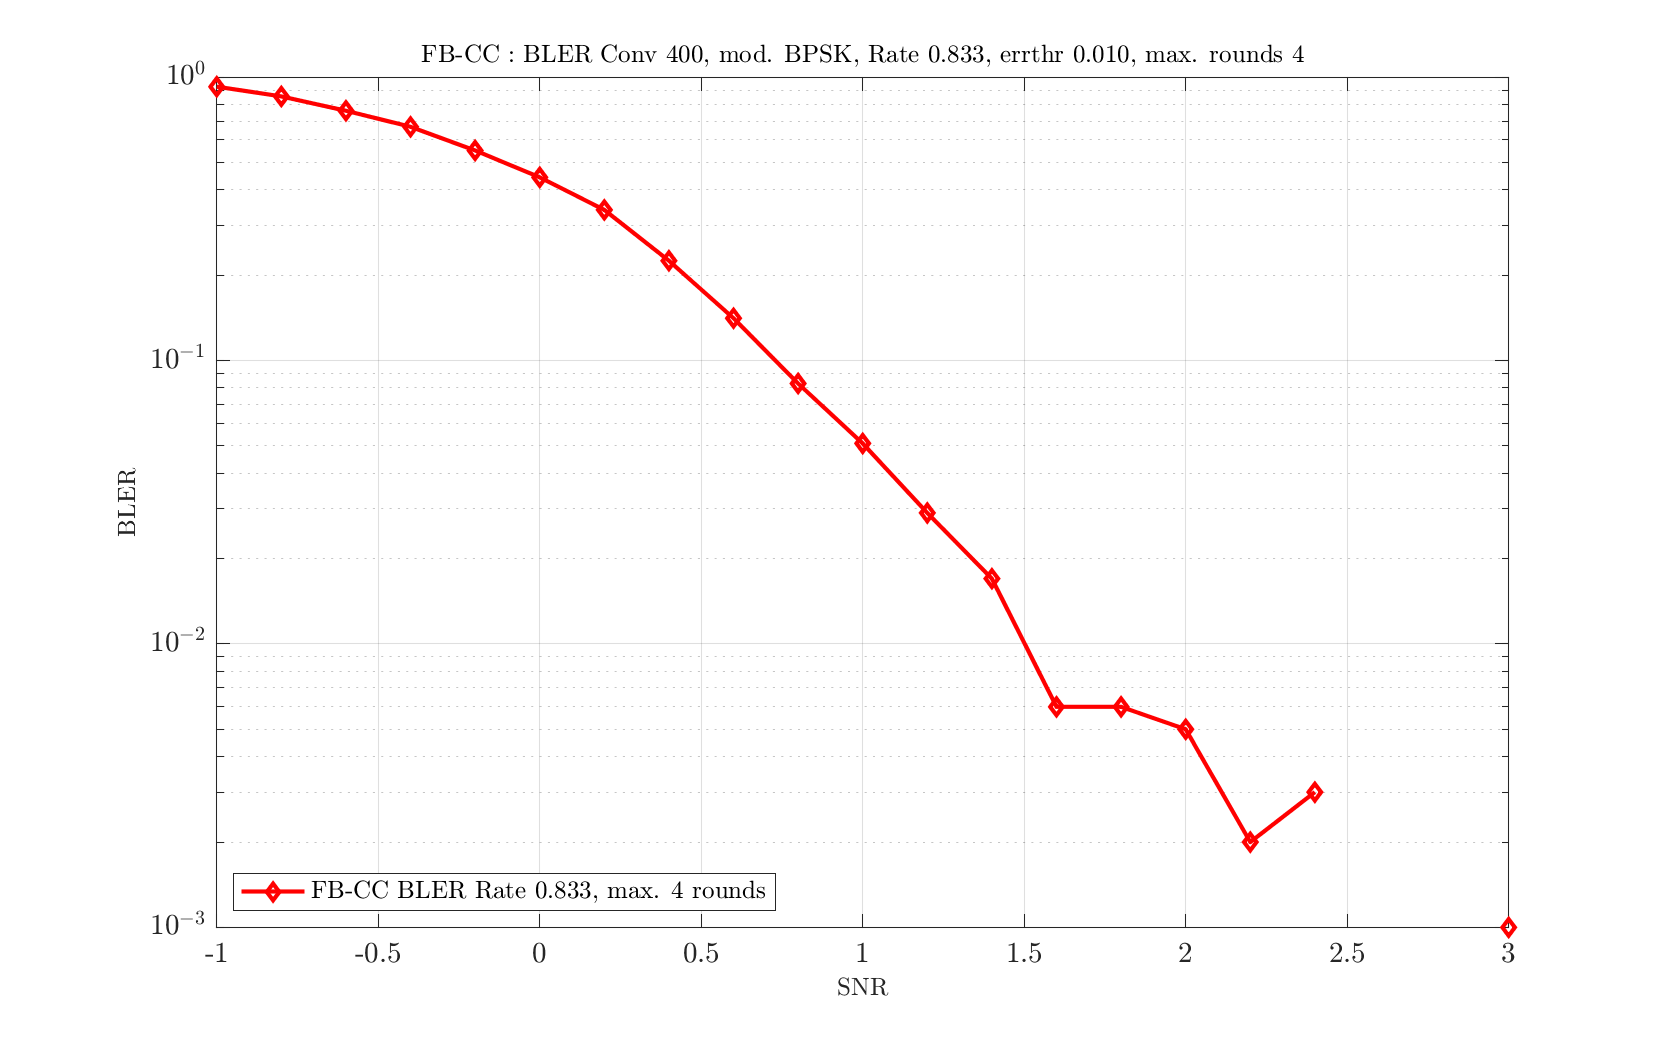 FB-CC : BLER Conv 400, mod. BPSK, Rate 0.833, errthr 0.010, max. rounds 4
10^0
10^-1
10^-2
10^-3
BLER
FB-CC BLER Rate 0.833, max. 4 rounds
-1 -0.5 0 0.5 1 1.5 2 2.5 3
SNR